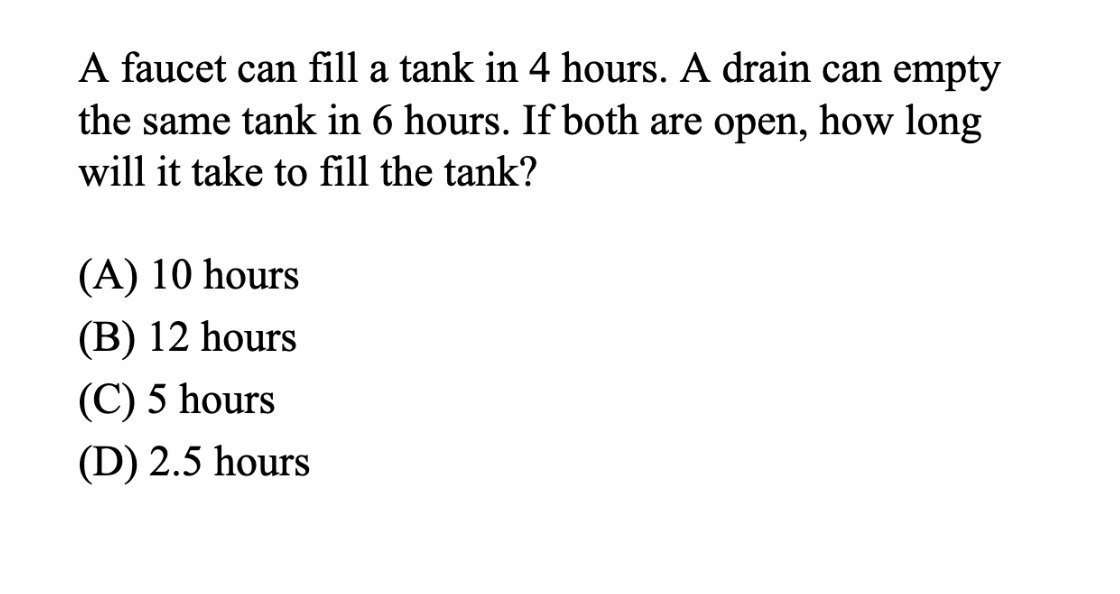 A faucet can fill a tank in 4 hours. A drain can empty
the same tank in 6 hours. If both are open, how long
will it take to fill the tank?
(A) 10 hours
(B) 12 hours
(C) 5 hours
(D) 2.5 hours